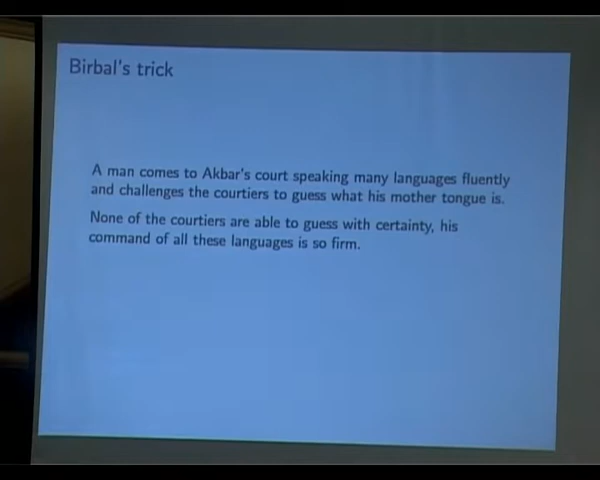 Birbal's trick
A man comes to Akbar's court speaking many languages fluently
and challenges the courtiers to guess what his mother tongue is.
None of the courtiers are able to guess with certainty, his
command of all these languages is so firm.